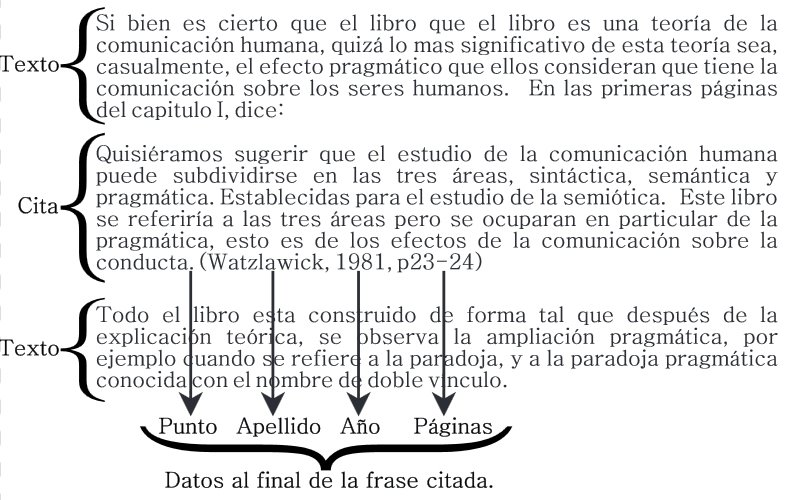 Si bien es cierto que el libro que el libro es una teoría de la
comunicación humana, quizá lo mas significativo de esta teoría sea,
Texto casualmente, el efecto pragmático que ellos consideran que tiene la
comunicación sobre los seres humanos. En las primeras páginas
del capitulo I, dice:
Quisiéramos sugerir que el estudio de la comunicación humana
puede subdividirse en las tres áreas, sintáctica, semántica y
pragmática. Establecidas para el estudio de la semiótica. Este libro
Cita se referiría a las tres áreas pero se ocuparan en particular de la
pragmática, esto es de los efectos de la comunicación sobre la
conducta. (Watzlawick, 1981, p23-24)
Todo el libro esta construido de forma tal que después de la
explicación teórica, se observa la ampliación pragmática, por
Texto ejemplo cuando se refiere a la paradoja, y a la paradoja pragmática
conocida con el nombre de doble vinculo.
Punto Apellido Año Páginas
Datos al final de la frase citada.